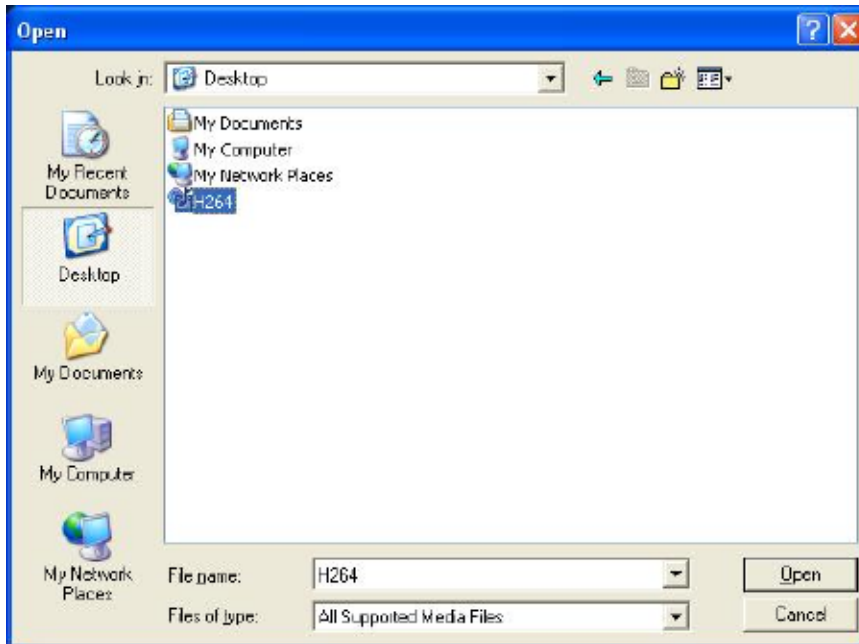 Open
Look in: Desktop
My Documents
My Computer
My Network Places
H264
My Recent
Documents
Desktop
My Documents
My Computer
My Network
Places
File name: H264 Open
Files of type: All Supported Media Files Cancel